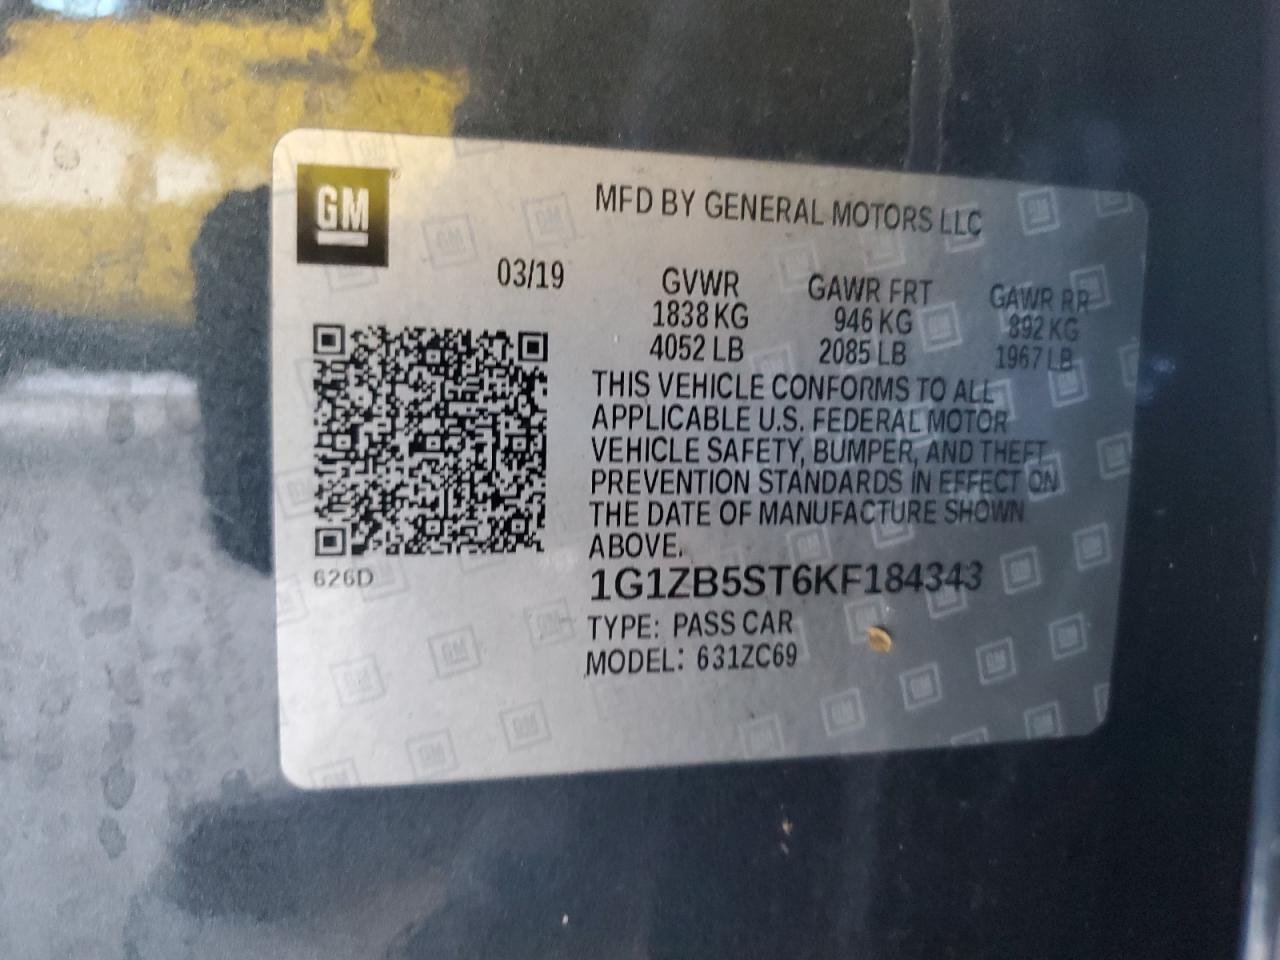 GM
MFD BY GENERAL MOTORS LLC
03/19
GVWR GAWR FRT GAWR RR
1838 KG 946 KG 892 KG
4052 LB 2085 LB 1967 LB
THIS VEHICLE CONFORMS TO ALL
APPLICABLE U.S. FEDERAL MOTOR
VEHICLE SAFETY, BUMPER, AND THEFT
PREVENTION STANDARDS IN EFFECT ON
THE DATE OF MANUFACTURE SHOWN
ABOVE.
626D
1G1ZB5ST6KF184343
TYPE: PASS CAR
MODEL: 631ZC69